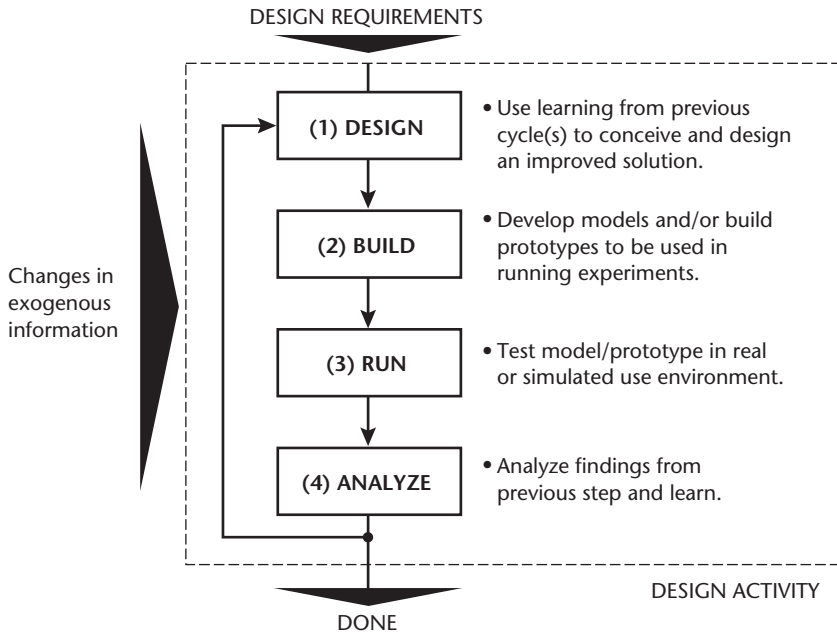 DESIGN REQUIREMENTS
(1) DESIGN
• Use learning from previous
cycle(s) to conceive and design
an improved solution.
(2) BUILD
• Develop models and/or build
prototypes to be used in
running experiments.
Changes in
exogenous
information
(3) RUN
• Test model/prototype in real
or simulated use environment.
(4) ANALYZE
• Analyze findings from
previous step and learn.
DESIGN ACTIVITY
DONE